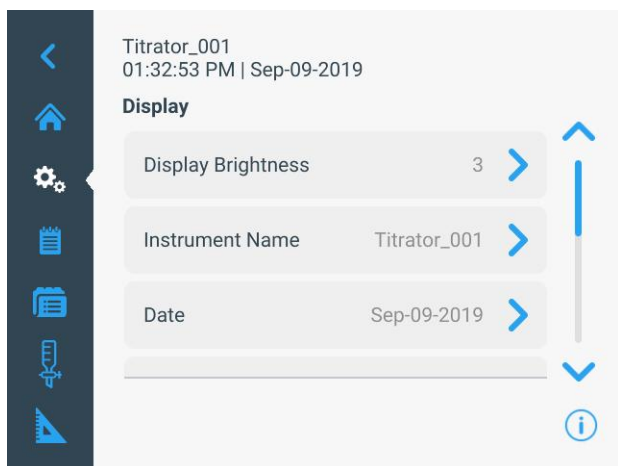 Titrator_001
01:32:53 PM | Sep-09-2019
Display
Display Brightness 3
Instrument Name Titrator_001
Date Sep-09-2019